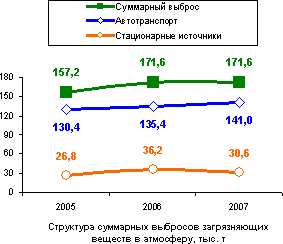 Суммарный выброс
Автотранспорт
Стационарные источники
157,2 171,6 171,6
180
150
120
90
60
30
0
130,4 135,4 141,0
26,8 36,2 30,6
2005 2006 2007
Структура суммарных выбросов загрязняющих
веществ в атмосферу, тыс. т